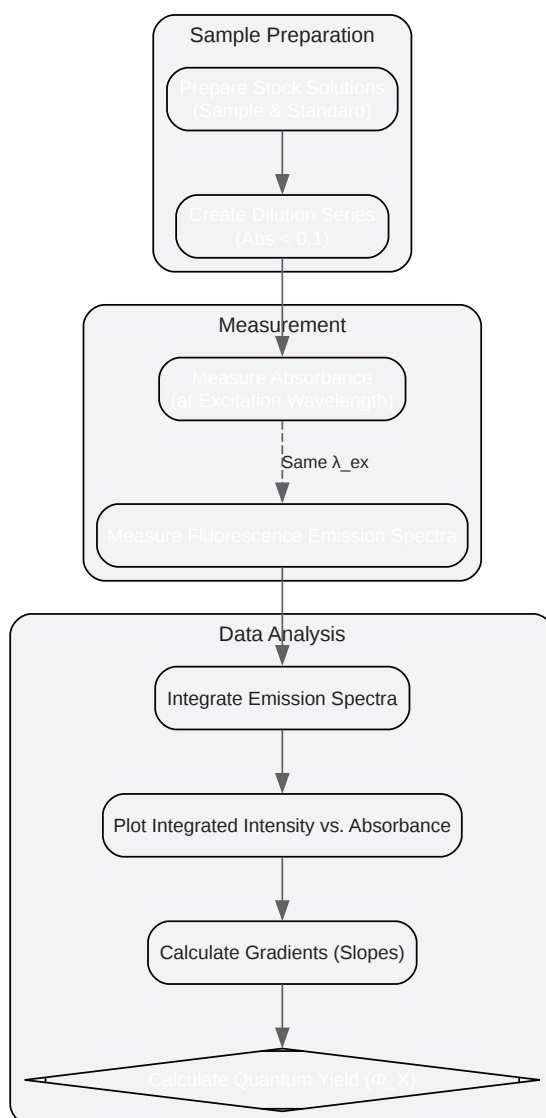 Sample Preparation
Prepare Stock Solutions
(Sample & Standard)
Create Dilution Series
(Abs < 0.1)
Measurement
Measure Absorbance
(at Excitation Wavelength)
Same λ_ex
Measure Fluorescence Emission Spectra
Data Analysis
Integrate Emission Spectra
Plot Integrated Intensity vs. Absorbance
Calculate Gradients (Slopes)
Calculate Quantum Yield (Φ_X)